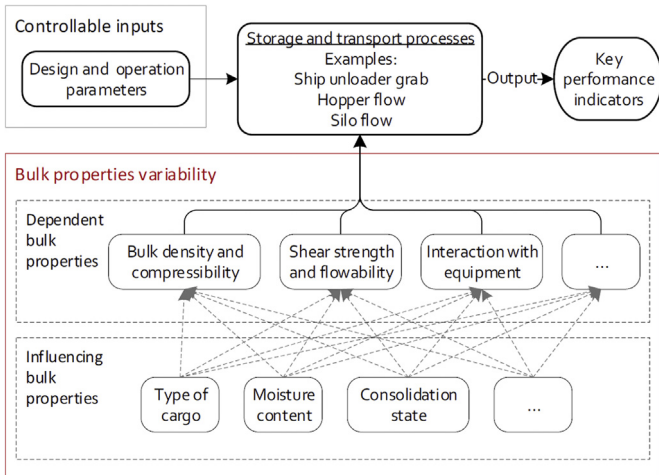 Controllable inputs
Design and operation
parameters
Storage and transport processes
Examples:
Ship unloader grab
Hopper flow
Silo flow
Output
Key
performance
indicators
Bulk properties variability
Dependent
bulk
properties
Bulk density and
compressibility
Shear strength
and flowability
Interaction with
equipment
...
Influencing
bulk
properties
Type of
cargo
Moisture
content
Consolidation
state
...